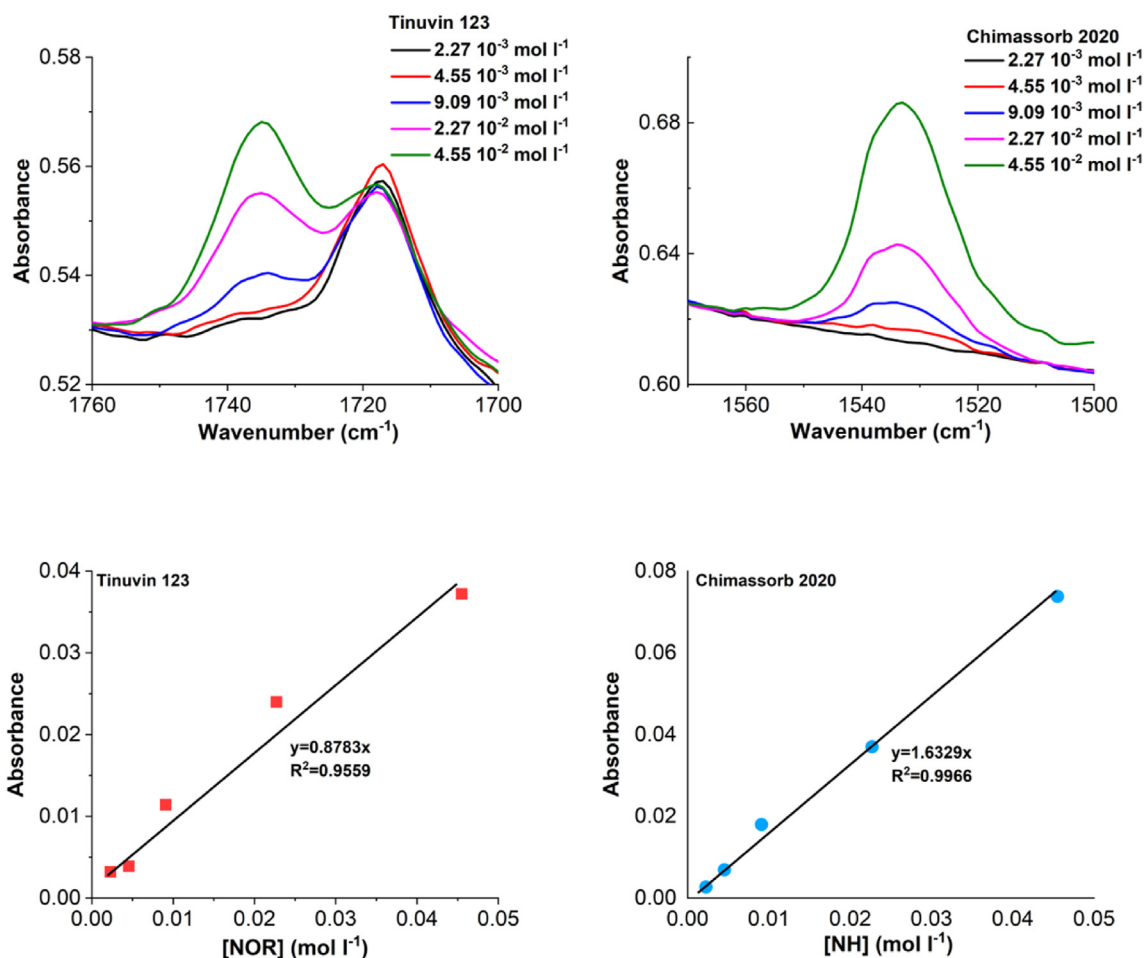 Tinuvin 123
2.27 10⁻³ mol l⁻¹
4.55 10⁻³ mol l⁻¹
9.09 10⁻³ mol l⁻¹
2.27 10⁻² mol l⁻¹
4.55 10⁻² mol l⁻¹
0.58
0.56
0.54
0.52
Absorbance
1760
1740
1720
1700
Wavenumber (cm⁻¹)
Chimassorb 2020
2.27 10⁻³ mol l⁻¹
4.55 10⁻³ mol l⁻¹
9.09 10⁻³ mol l⁻¹
2.27 10⁻² mol l⁻¹
4.55 10⁻² mol l⁻¹
0.68
0.64
0.60
Absorbance
1560
1540
1520
1500
Wavenumber (cm⁻¹)
Tinuvin 123
0.04
0.03
0.02
0.01
0.00
Absorbance
y=0.8783x
R²=0.9559
0.00
0.01
0.02
0.03
0.04
0.05
[NOR] (mol l⁻¹)
Chimassorb 2020
0.08
0.06
0.04
0.02
0.00
Absorbance
y=1.6329x
R²=0.9966
0.00
0.01
0.02
0.03
0.04
0.05
[NH] (mol l⁻¹)